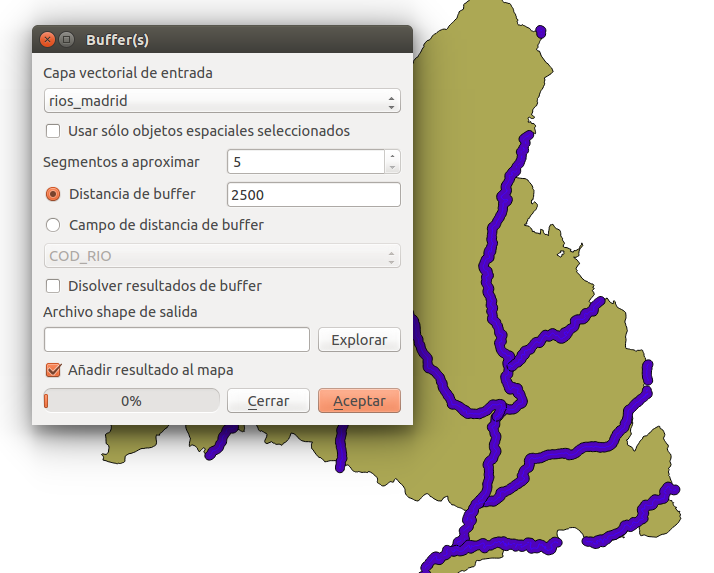 Buffer(s)
Capa vectorial de entrada
rios_madrid
Usar sólo objetos espaciales seleccionados
Segmentos a aproximar 5
Distancia de buffer 2500
Campo de distancia de buffer
COD_RIO
Disolver resultados de buffer
Archivo shape de salida
Explorar
Añadir resultado al mapa
0% Cerrar Aceptar